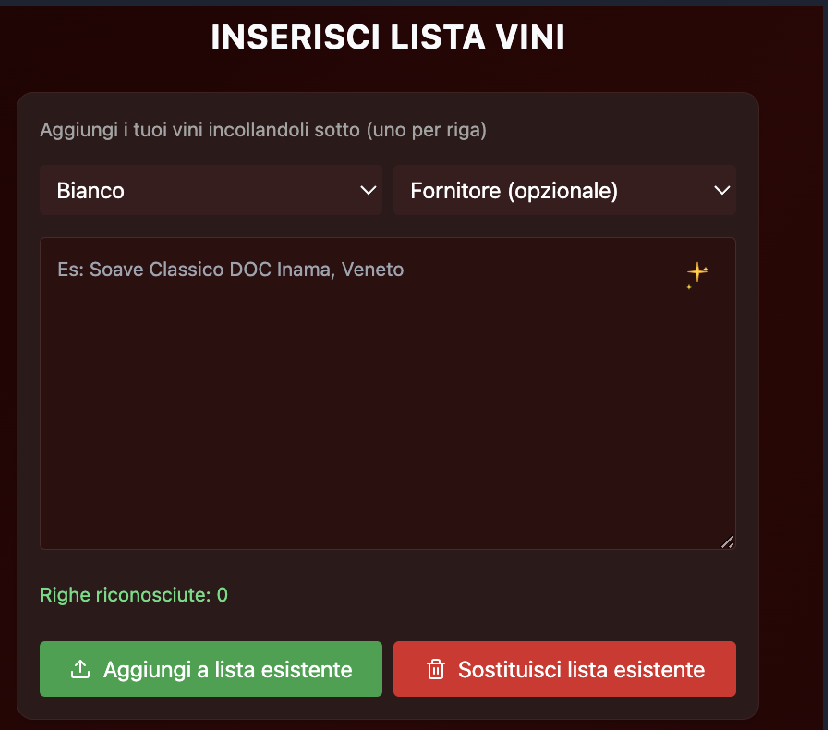 INSERISCI LISTA VINI
Aggiungi i tuoi vini incollandoli sotto (uno per riga)
Bianco
Fornitore (opzionale)
Es: Soave Classico DOC Inama, Veneto
Righe riconosciute: 0
Aggiungi a lista esistente
Sostituisci lista esistente